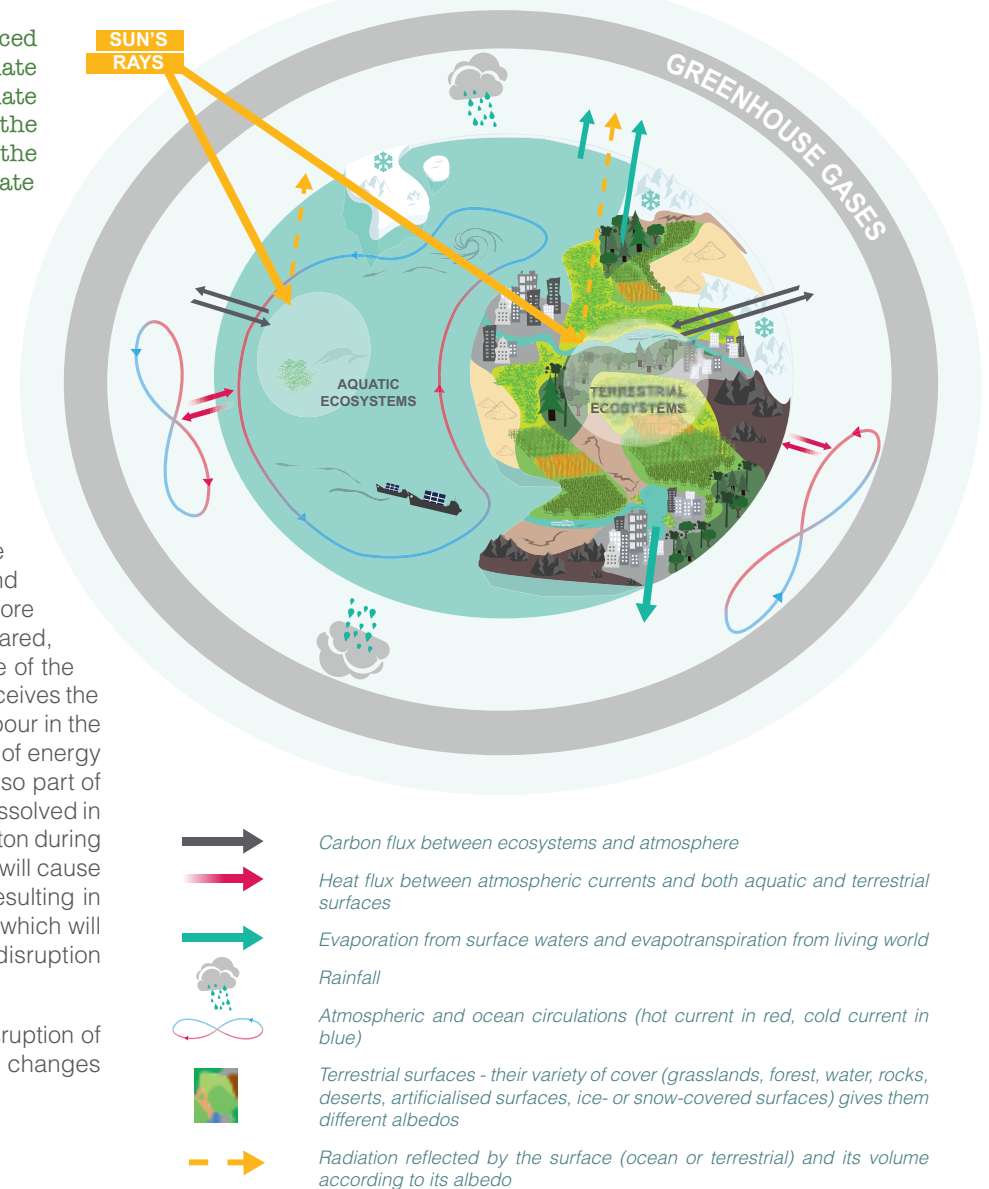 ced
ate
ate
the
the
ate
SUN'S
RAYS
GREENHOUSE GASES
AQUATIC
ECOSYSTEMS
TERRESTRIAL
ECOSYSTEMS
e
nd
ore
ared,
e of the
ceives the
pour in the
of energy
so part of
ssolved in
ton during
will cause
esulting in
which will
disruption
ruption of
changes
Carbon flux between ecosystems and atmosphere
Heat flux between atmospheric currents and both aquatic and terrestrial
surfaces
Evaporation from surface waters and evapotranspiration from living world
Rainfall
Atmospheric and ocean circulations (hot current in red, cold current in
blue)
Terrestrial surfaces - their variety of cover (grasslands, forest, water, rocks,
deserts, artificialised surfaces, ice- or snow-covered surfaces) gives them
different albedos
Radiation reflected by the surface (ocean or terrestrial) and its volume
according to its albedo